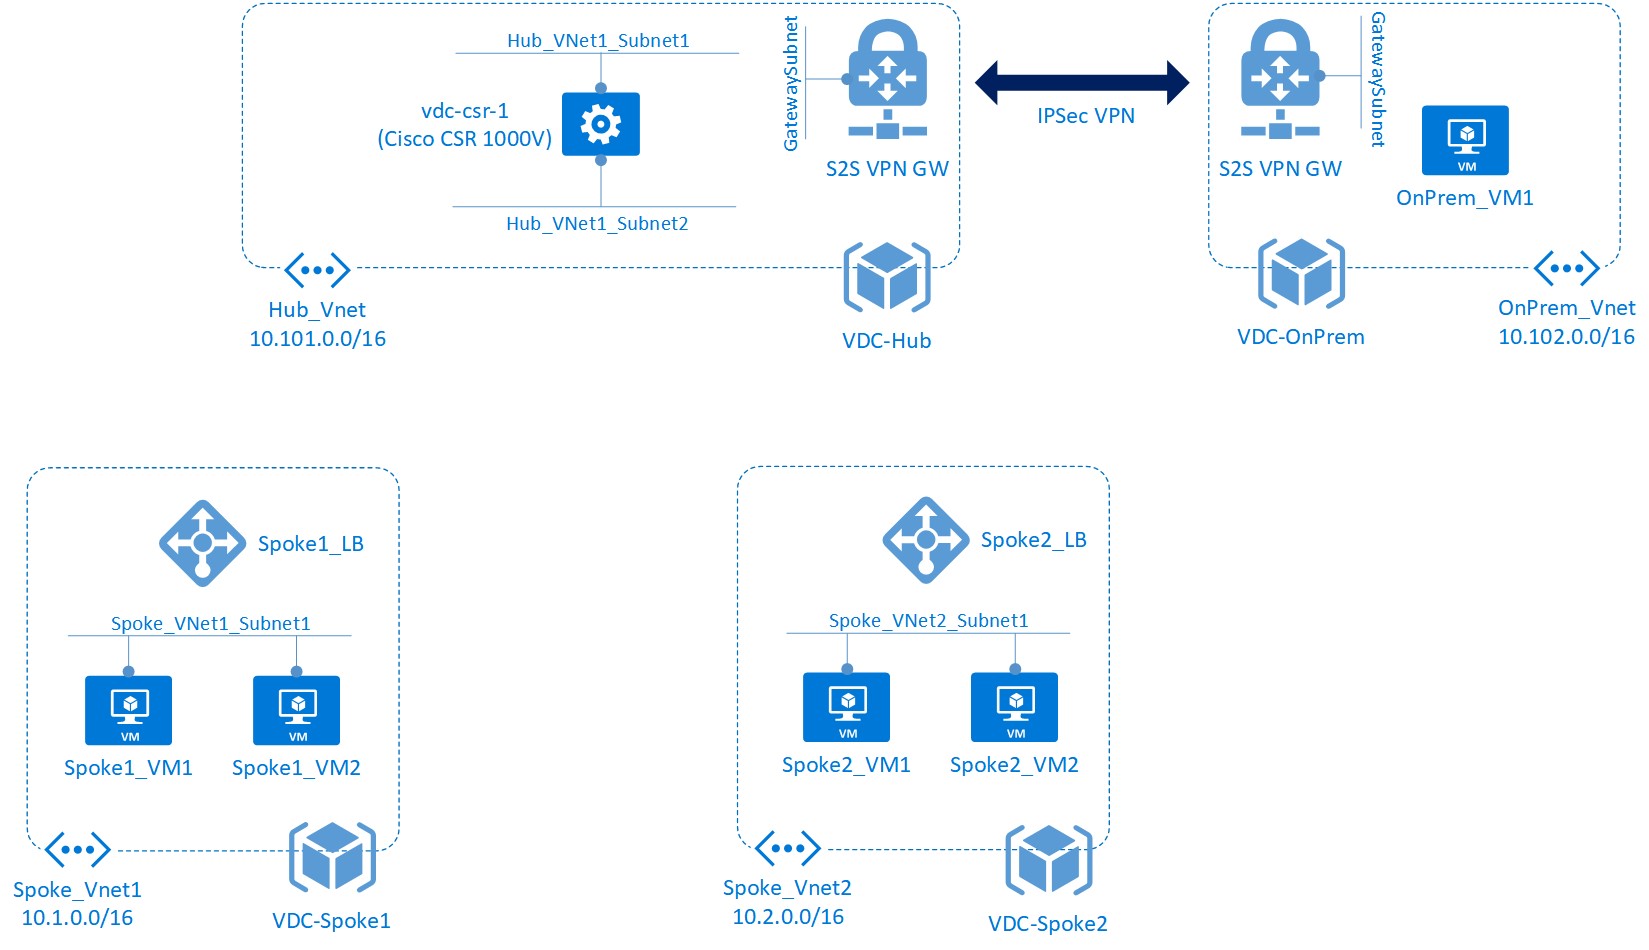 Hub_VNet1_Subnet1
vdc-csr-1
(Cisco CSR 1000V)
Hub_VNet1_Subnet2
GatewaySubnet
S2S VPN GW
Hub_Vnet
10.101.0.0/16
VDC-Hub
IPSec VPN
S2S VPN GW
GatewaySubnet
VM
OnPrem_VM1
VDC-OnPrem
OnPrem_Vnet
10.102.0.0/16
Spoke1_LB
Spoke_VNet1_Subnet1
VM
VM
Spoke1_VM1
Spoke1_VM2
Spoke_Vnet1
10.1.0.0/16
VDC-Spoke1
Spoke2_LB
Spoke_VNet2_Subnet1
VM
VM
Spoke2_VM1
Spoke2_VM2
Spoke_Vnet2
10.2.0.0/16
VDC-Spoke2